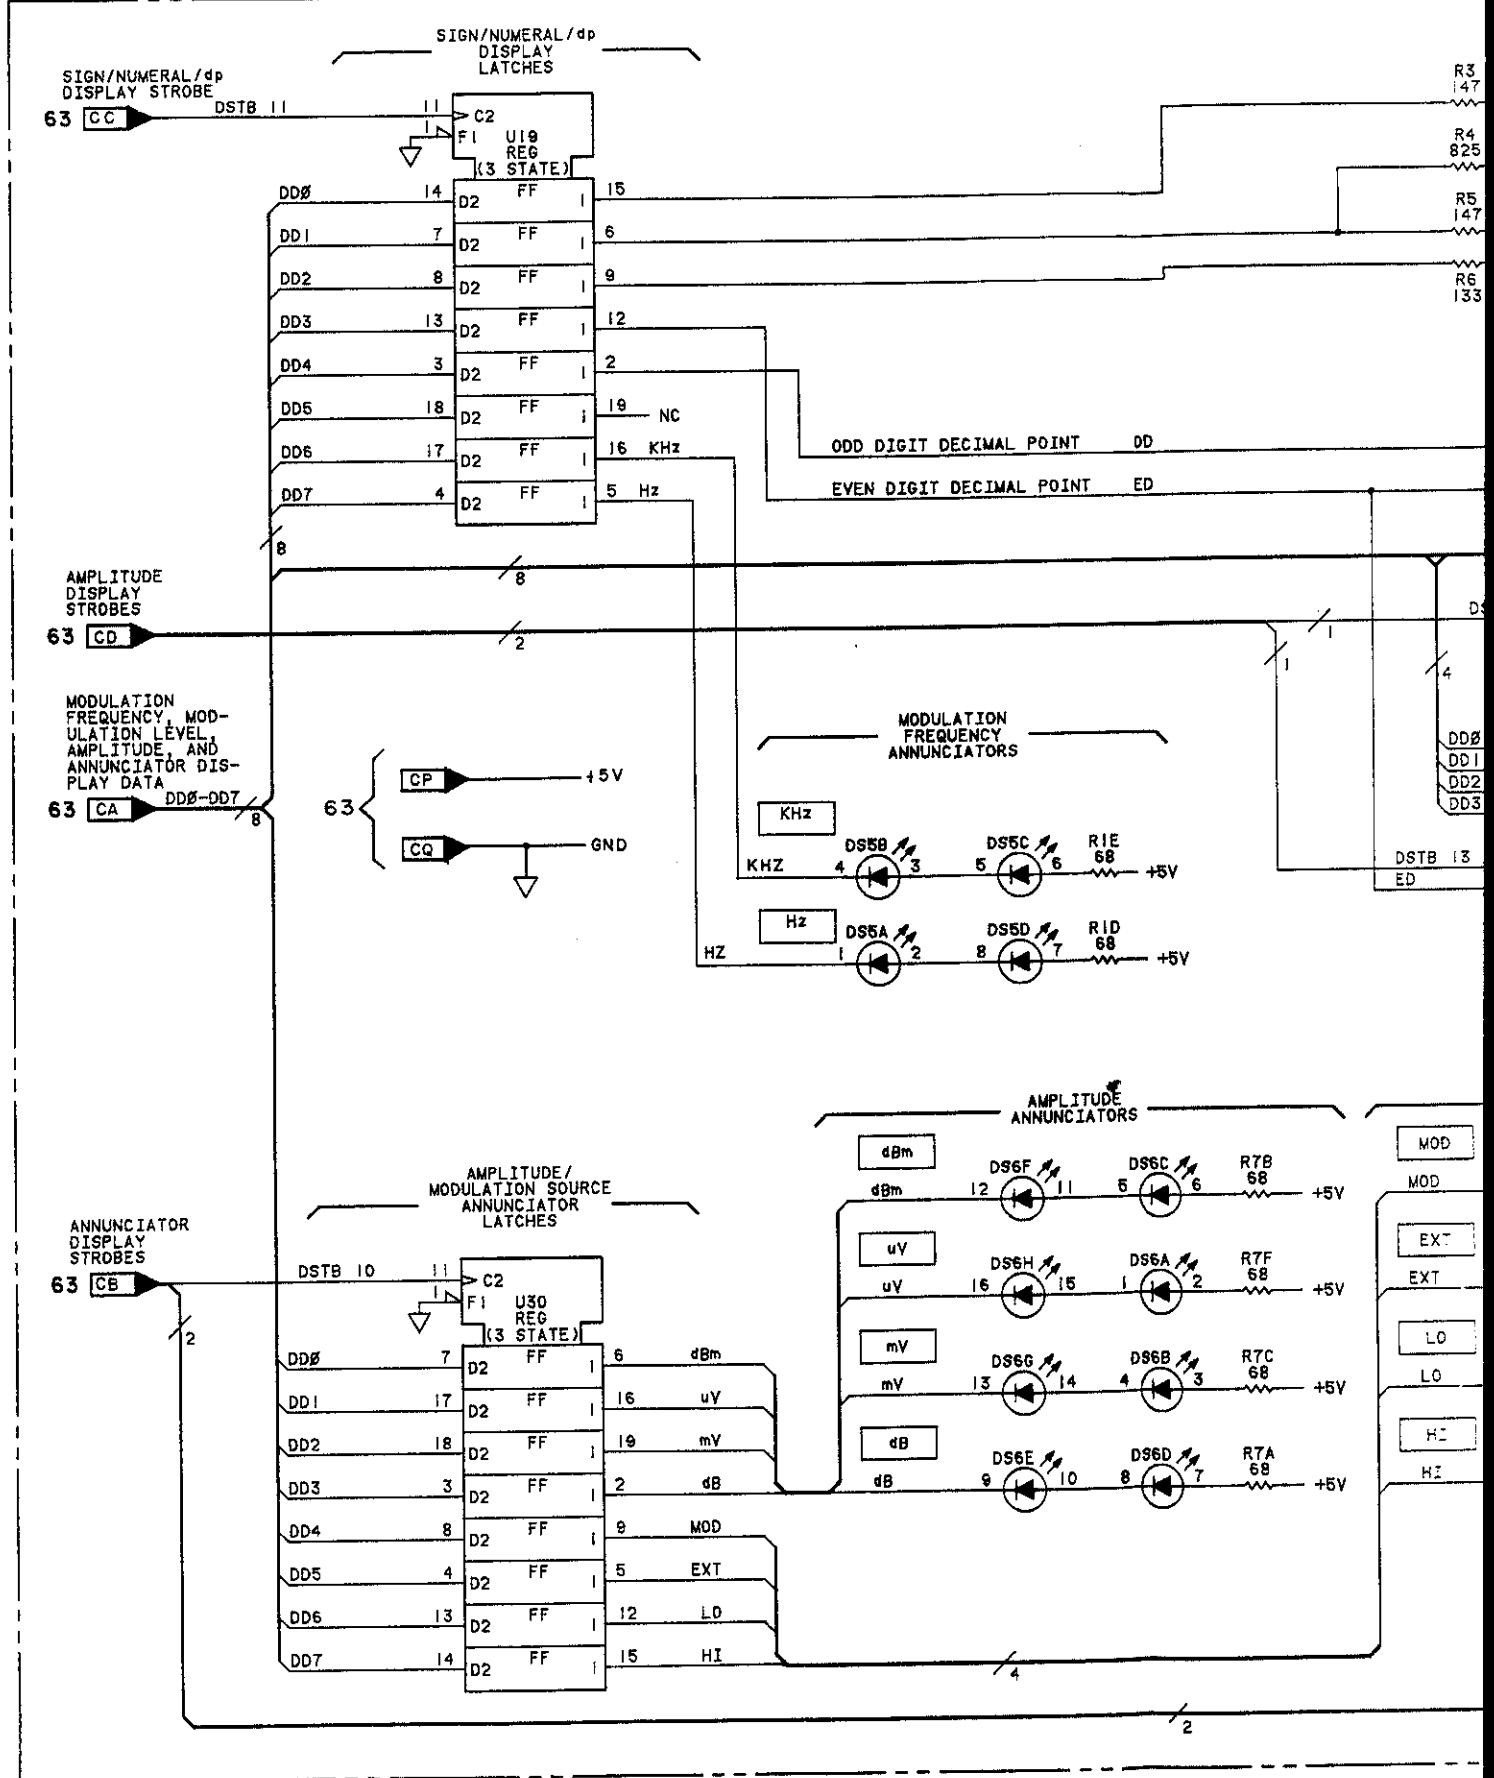 SIGN/NUMERAL/dp
DISPLAY
LATCHES
SIGN/NUMERAL/dp
DISPLAY STROBE
63 CC
DSTB 11
11
C2
1
F1
U19
REG
(3 STATE)
DDØ 14 D2 FF 1 15
DD1 7 D2 FF 1 6
DD2 8 D2 FF 1 9
DD3 13 D2 FF 1 12
DD4 3 D2 FF 1 2
DD5 18 D2 FF 1 19 NC
DD6 17 D2 FF 1 16 KHz
DD7 4 D2 FF 1 5 Hz
R3
147
R4
825
R5
147
R6
133
ODD DIGIT DECIMAL POINT OD
EVEN DIGIT DECIMAL POINT ED
8
8
AMPLITUDE
DISPLAY
STROBES
63 CD
2
1
1
4
MODULATION
FREQUENCY, MOD-
ULATION LEVEL,
AMPLITUDE, AND
ANNUNCIATOR DIS-
PLAY DATA
63 CA
DDØ-DD7
8
63
CP +5V
CQ GND
MODULATION
FREQUENCY
ANNUNCIATORS
KHz
KHZ 4 DS5B 3 5 DS5C 6 R1E 68 +5V
Hz
HZ 1 DS5A 2 8 DS5D 7 R1D 68 +5V
DDØ
DD1
DD2
DD3
DSTB 13
ED
AMPLITUDE
ANNUNCIATORS
dBm
dBm 12 DS6F 11 5 DS6C 6 R7B 68 +5V
uV
uV 16 DS6H 15 1 DS6A 2 R7F 68 +5V
mV
mV 13 DS6G 14 4 DS6B 3 R7C 68 +5V
dB
dB 9 DS6E 10 8 DS6D 7 R7A 68 +5V
MOD
MOD
EXT
EXT
LO
LO
HI
HI
AMPLITUDE/
MODULATION SOURCE
ANNUNCIATOR
LATCHES
ANNUNCIATOR
DISPLAY
STROBES
63 CB
DSTB 10
11
C2
1
F1
U30
REG
(3 STATE)
2
DDØ 7 D2 FF 1 6 dBm
DD1 17 D2 FF 1 16 uV
DD2 18 D2 FF 1 19 mV
DD3 3 D2 FF 1 2 dB
DD4 8 D2 FF 1 9 MOD
DD5 4 D2 FF 1 5 EXT
DD6 13 D2 FF 1 12 LO
DD7 14 D2 FF 1 15 HI
4
2